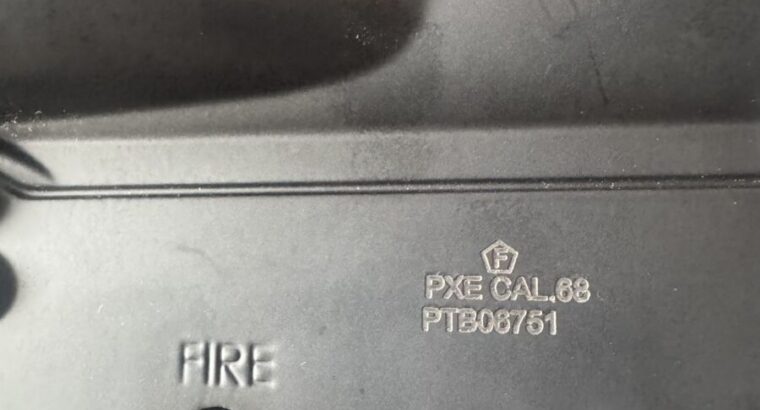 F
PXE CAL.68
PTB08751
FIRE